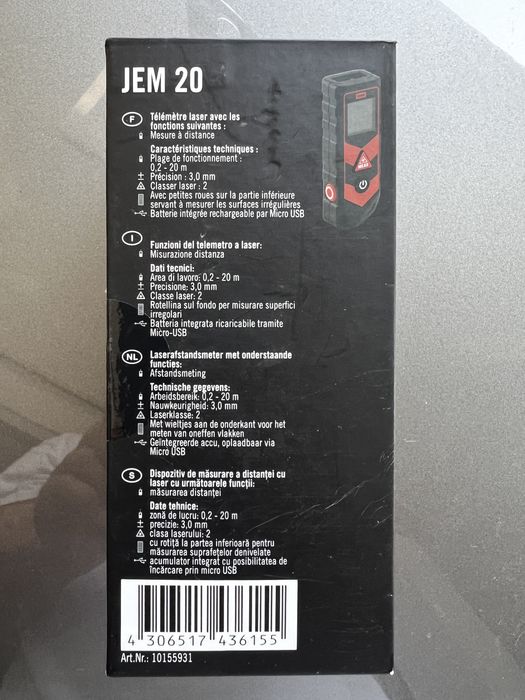 JEM 20
F
Télémètre laser avec les
fonctions suivantes :
Mesure à distance
Caractéristiques techniques :
Plage de fonctionnement :
0,2 - 20 m
Précision : 3,0 mm
Classer laser : 2
Avec petites roues sur la partie inférieure
servant à mesurer les surfaces irrégulières
Batterie intégrée rechargeable par Micro USB
I
Funzioni del telemetro a laser:
Misurazione distanza
Dati tecnici:
Area di lavoro: 0,2 - 20 m
Precisione: 3,0 mm
Classe laser: 2
Rotellina sul fondo per misurare superfici
irregolari
Batteria integrata ricaricabile tramite
Micro-USB
NL
Laserafstandsmeter met onderstaande
functies:
Afstandsmeting
Technische gegevens:
Arbeidsbereik: 0,2 - 20 m
Nauwkeurigheid: 3,0 mm
Laserklasse: 2
Met wieltjes aan de onderkant voor het
meten van oneffen vlakken
Geïntegreerde accu, oplaadbaar via
Micro USB
S
Dispozitiv de măsurare a distanței cu
laser cu următoarele funcții:
măsurarea distanței
Date tehnice:
zonă de lucru: 0,2 - 20 m
precizie: 3,0 mm
clasa laserului: 2
cu rotiță la partea inferioară pentru
măsurarea suprafețelor denivelate
acumulator integrat cu posibilitatea de
încărcare prin micro USB
4 306517 436155
Art.Nr.: 10155931